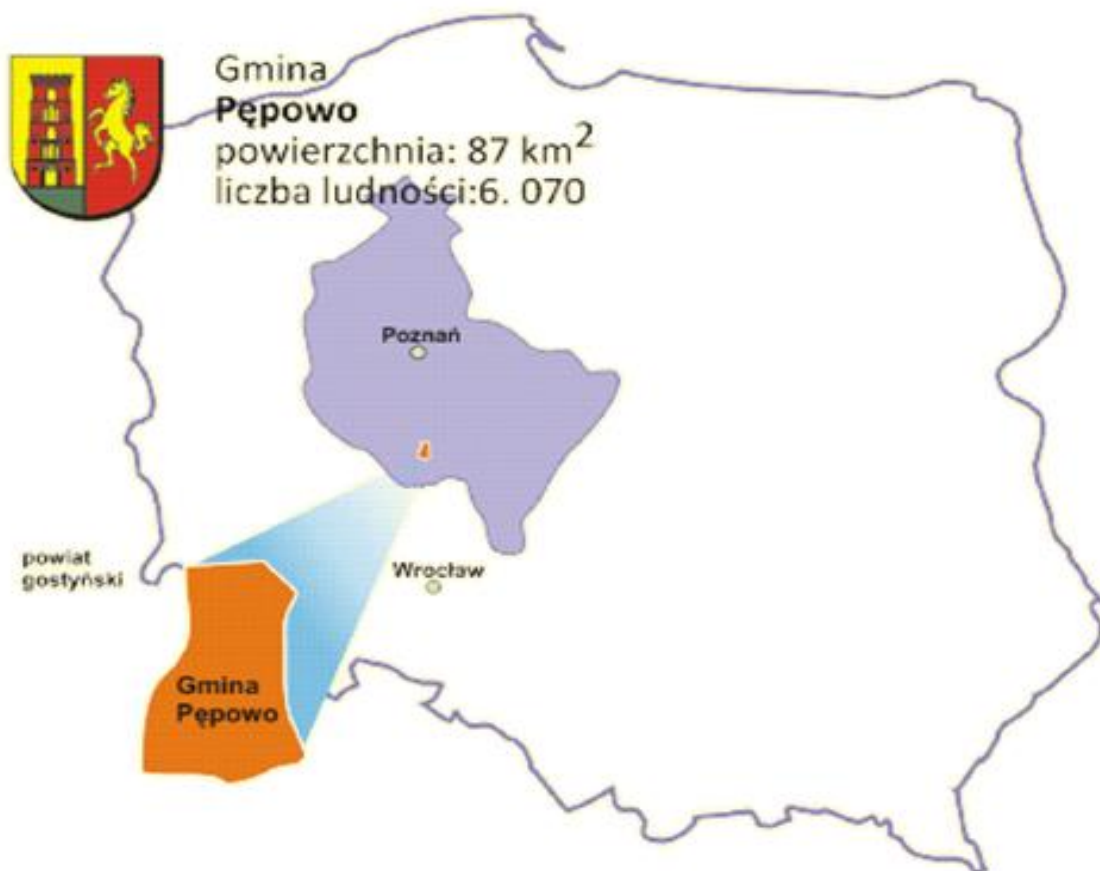 Gmina
Pępowo
powierzchnia: 87 km²
liczba ludności:6. 070
Poznań
Wrocław
powiat
gostyński
Gmina
Pępowo